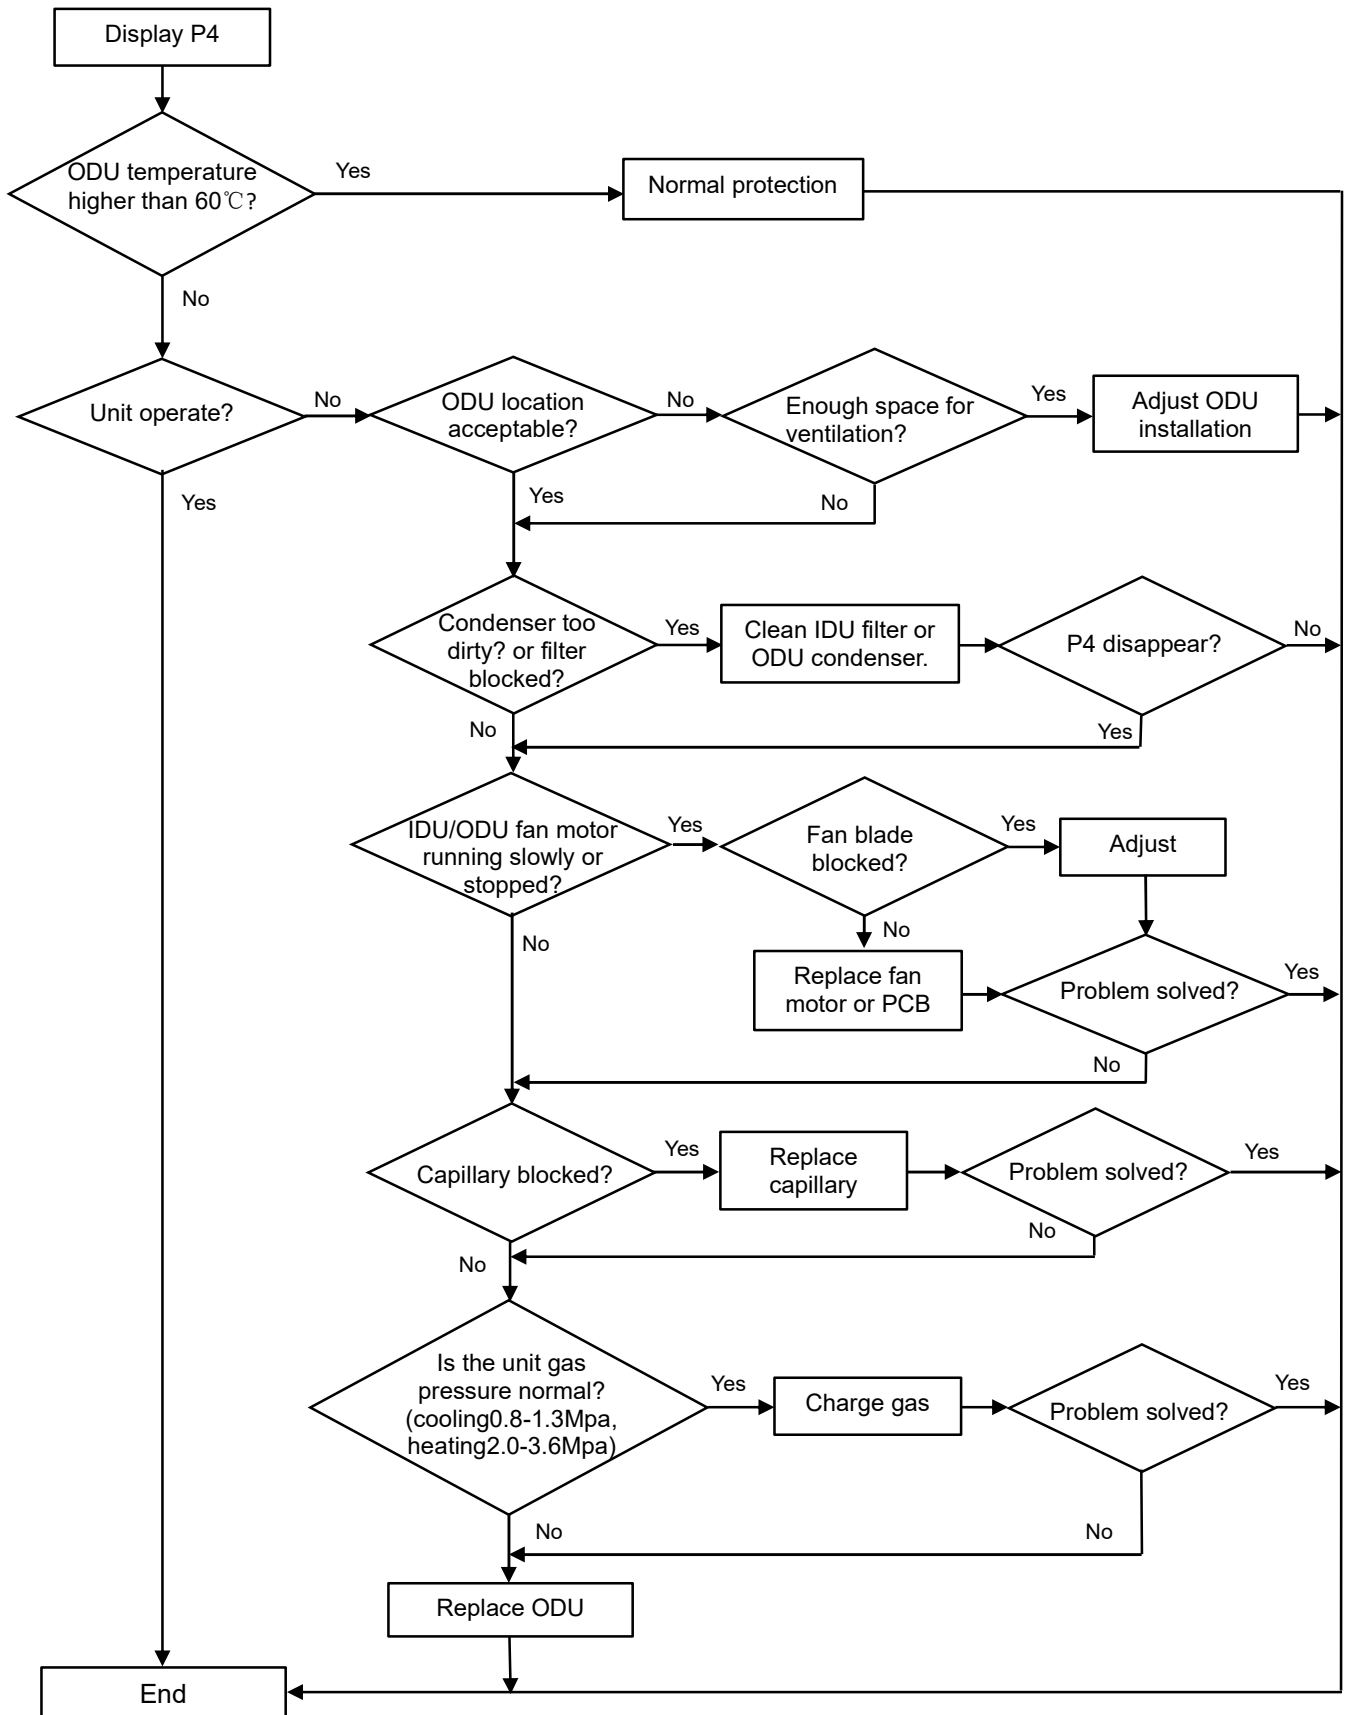 Display P4
ODU temperature
higher than 60℃?
Yes
Normal protection
No
Unit operate?
No
ODU location
acceptable?
No
Enough space for
ventilation?
Yes
Adjust ODU
installation
Yes
Yes
No
Condenser too
dirty? or filter
blocked?
Yes
Clean IDU filter or
ODU condenser.
P4 disappear?
No
No
Yes
IDU/ODU fan motor
running slowly or
stopped?
Yes
Fan blade
blocked?
Yes
Adjust
No
No
Replace fan
motor or PCB
Problem solved?
Yes
No
Capillary blocked?
Yes
Replace
capillary
Problem solved?
Yes
No
No
Is the unit gas
pressure normal?
(cooling0.8-1.3Mpa,
heating2.0-3.6Mpa)
Yes
Charge gas
Problem solved?
Yes
No
No
Replace ODU
End